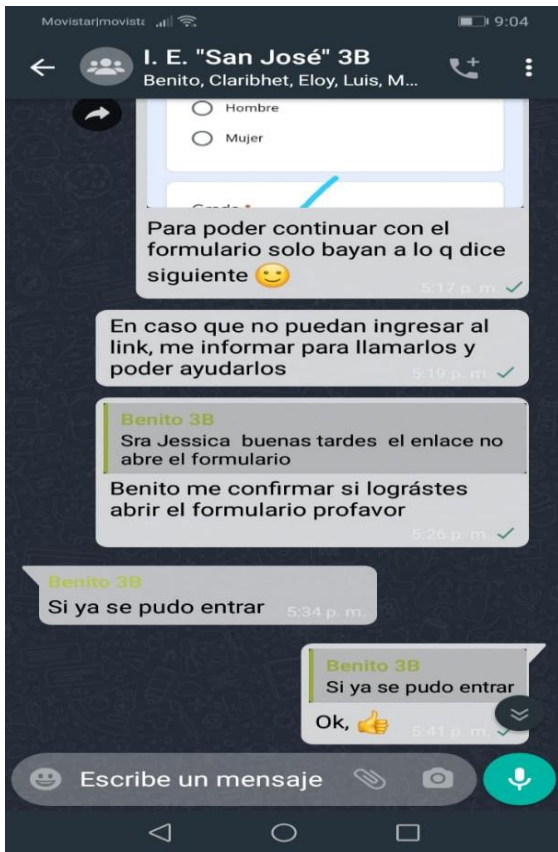 Movistar|movista 9:04
I. E. "San José" 3B
Benito, Claribhet, Eloy, Luis, M...
Hombre
Mujer
Para poder continuar con el
formulario solo bayan a lo q dice
siguiente 🙂
5:17 p. m.
En caso que no puedan ingresar al
link, me informar para llamarlos y
poder ayudarlos
5:19 p. m.
Benito 3B
Sra Jessica buenas tardes el enlace no
abre el formulario
Benito me confirmar si lográstes
abrir el formulario profavor
5:26 p. m.
Benito 3B
Si ya se pudo entrar
5:34 p. m.
Benito 3B
Si ya se pudo entrar
Ok, 👍
5:41 p. m.
Escribe un mensaje